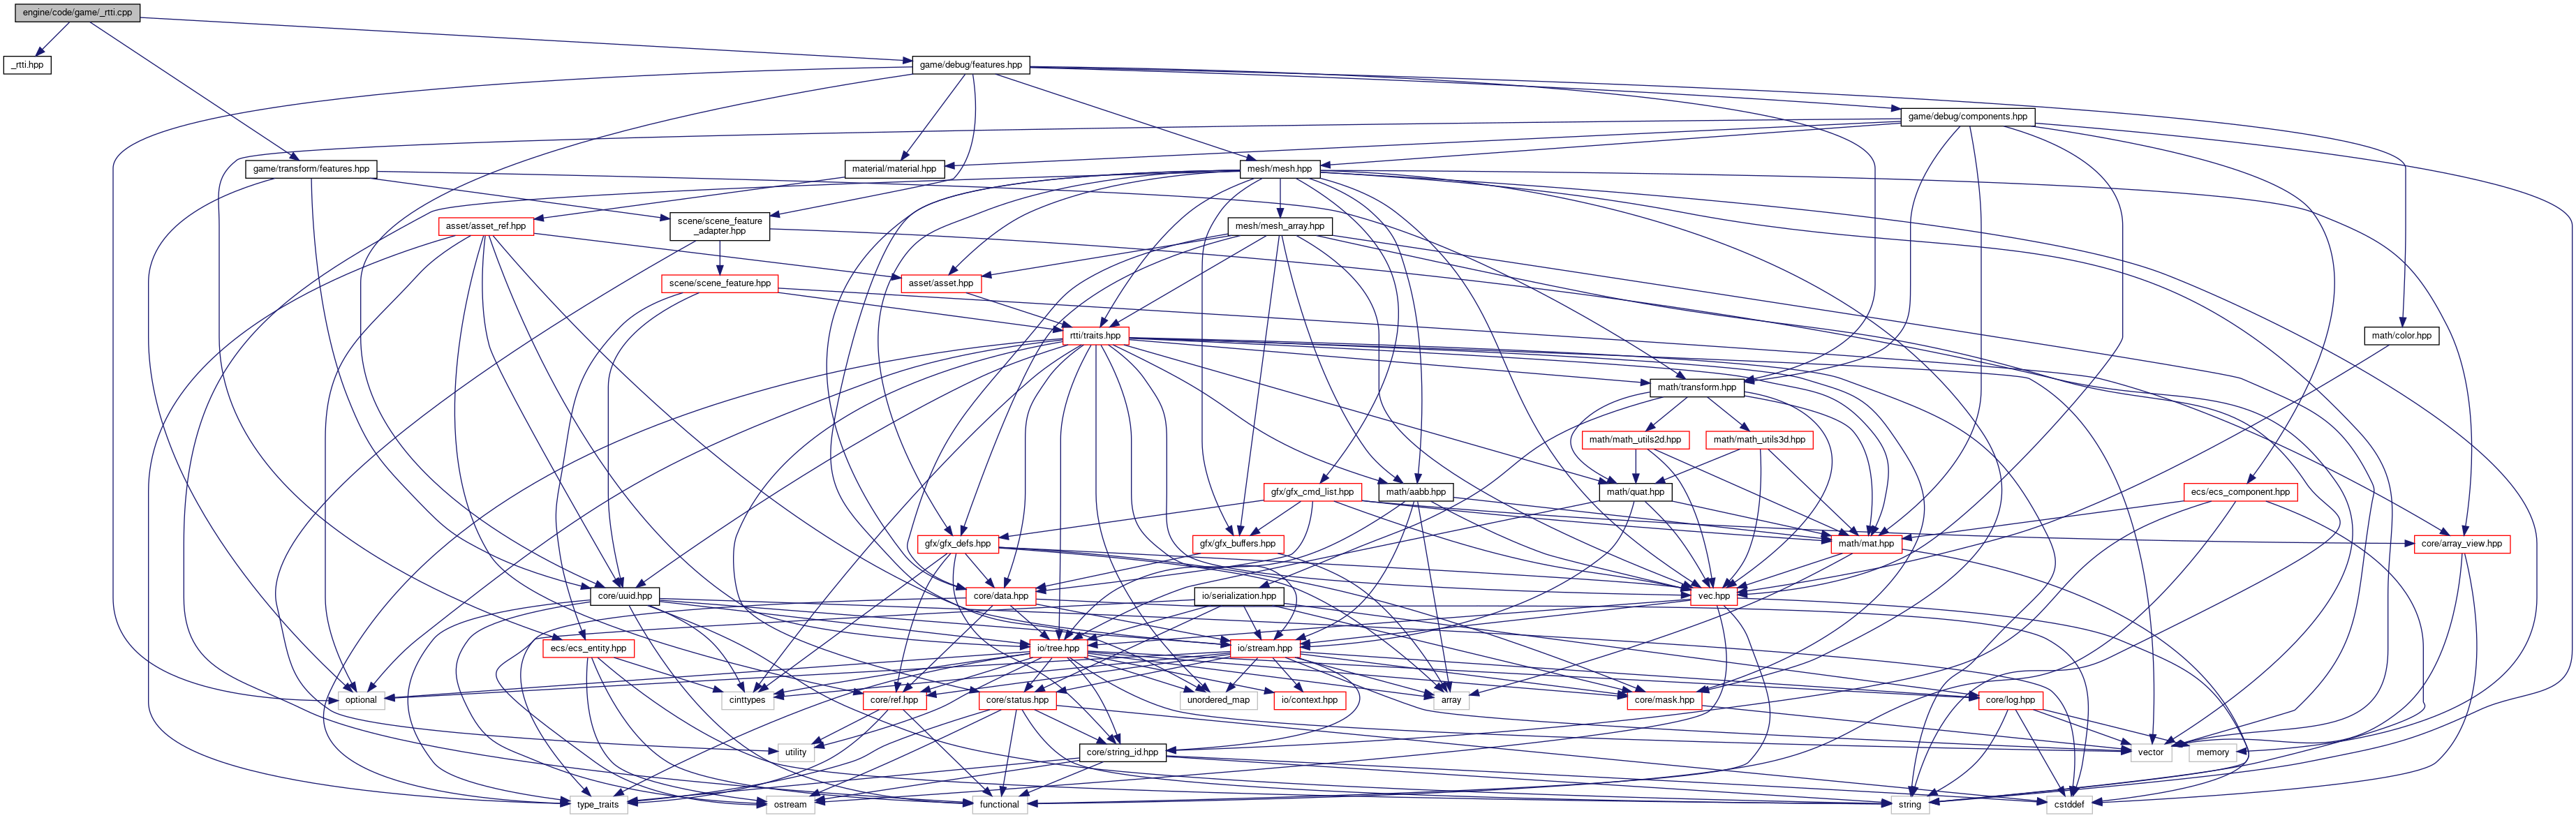 engine/code/game/_rtti.cpp
_rtti.hpp
game/debug/features.hpp
game/debug/components.hpp
game/transform/features.hpp
material/material.hpp
mesh/mesh.hpp
asset/asset_ref.hpp
scene/scene_feature
_adapter.hpp
mesh/mesh_array.hpp
scene/scene_feature.hpp
asset/asset.hpp
rtti/traits.hpp
math/color.hpp
math/transform.hpp
math/math_utils2d.hpp
math/math_utils3d.hpp
gfx/gfx_cmd_list.hpp
math/aabb.hpp
math/quat.hpp
ecs/ecs_component.hpp
gfx/gfx_defs.hpp
gfx/gfx_buffers.hpp
math/mat.hpp
core/array_view.hpp
core/uuid.hpp
core/data.hpp
io/serialization.hpp
vec.hpp
ecs/ecs_entity.hpp
io/tree.hpp
io/stream.hpp
optional
cinttypes
core/ref.hpp
core/status.hpp
unordered_map
io/context.hpp
array
core/mask.hpp
core/log.hpp
utility
core/string_id.hpp
vector
memory
type_traits
ostream
functional
string
cstddef